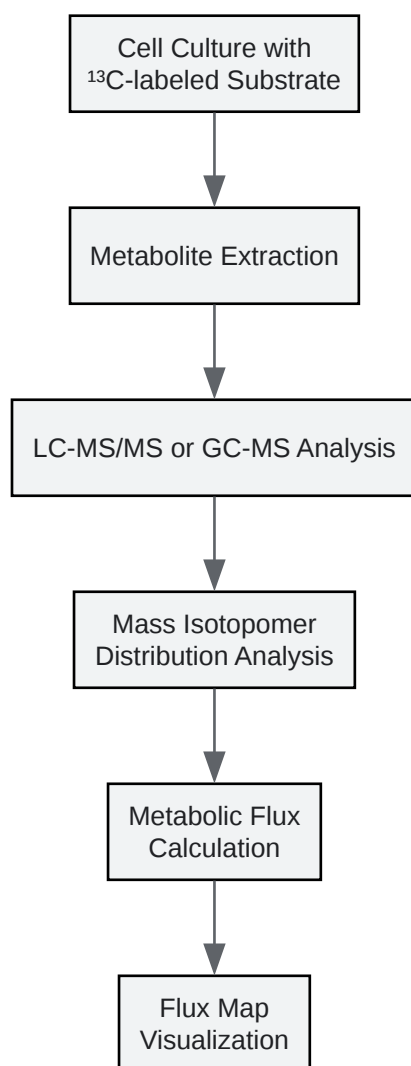 Cell Culture with
¹³C-labeled Substrate
Metabolite Extraction
LC-MS/MS or GC-MS Analysis
Mass Isotopomer
Distribution Analysis
Metabolic Flux
Calculation
Flux Map
Visualization